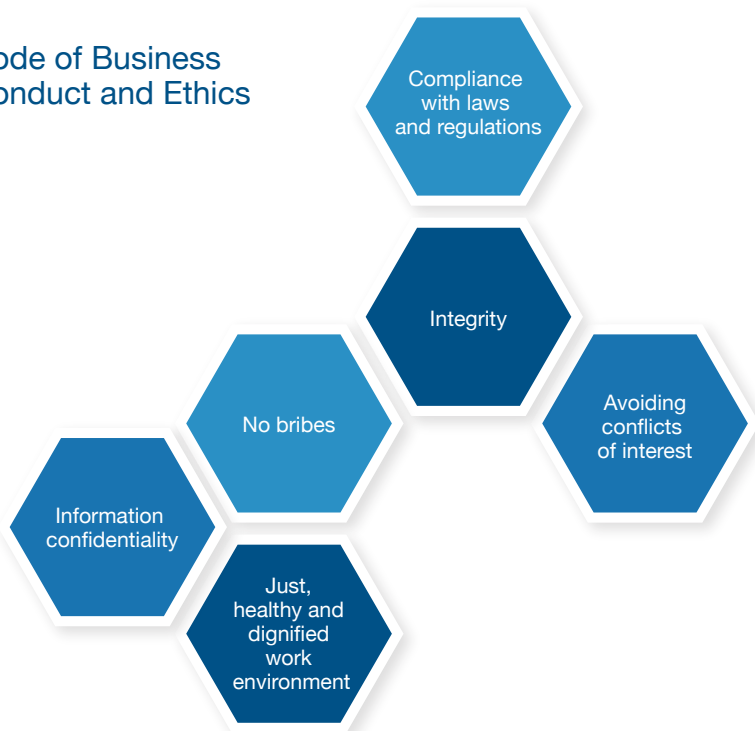 ode of Business
onduct and Ethics
Compliance
with laws
and regulations
Integrity
No bribes
Avoiding
conflicts
of interest
Information
confidentiality
Just,
healthy and
dignified
work
environment